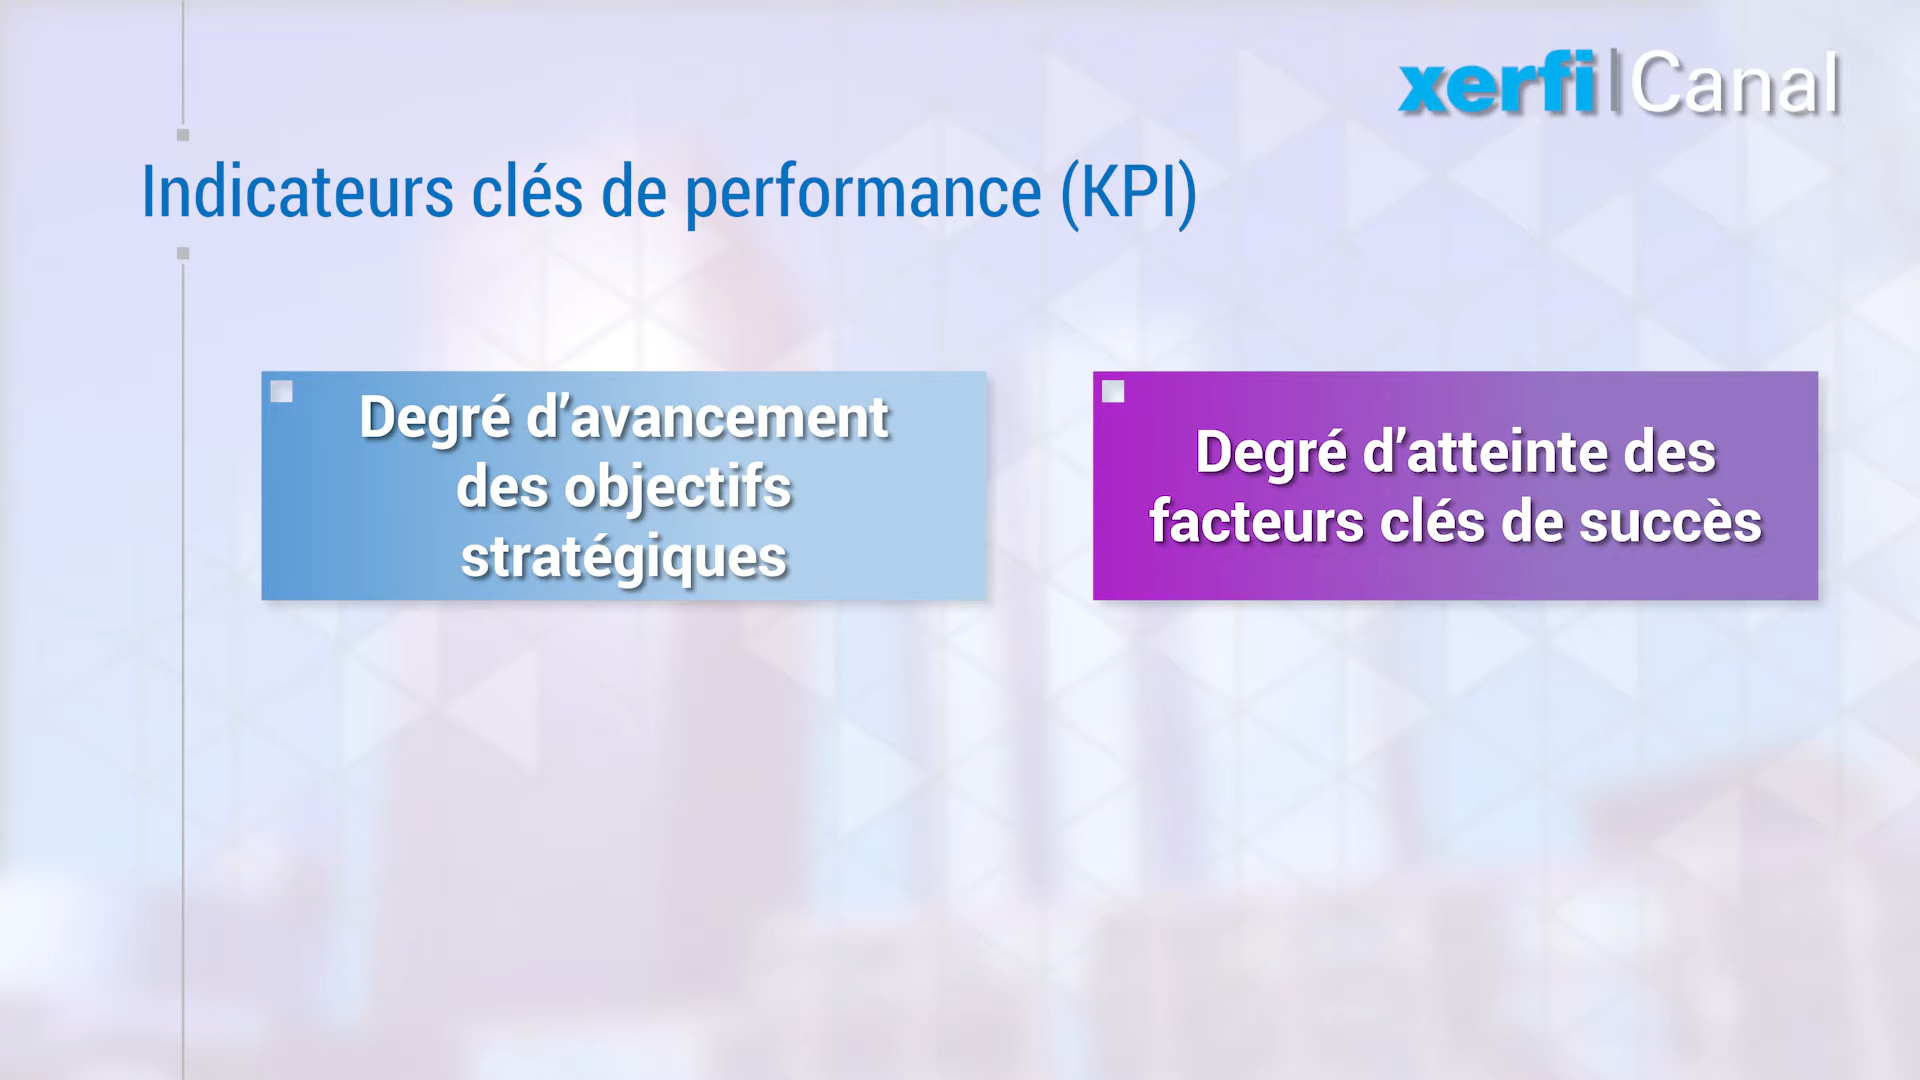 xerfi Canal
Indicateurs clés de performance (KPI)
Degré d’avancement
des objectifs
stratégiques
Degré d’atteinte des
facteurs clés de succès